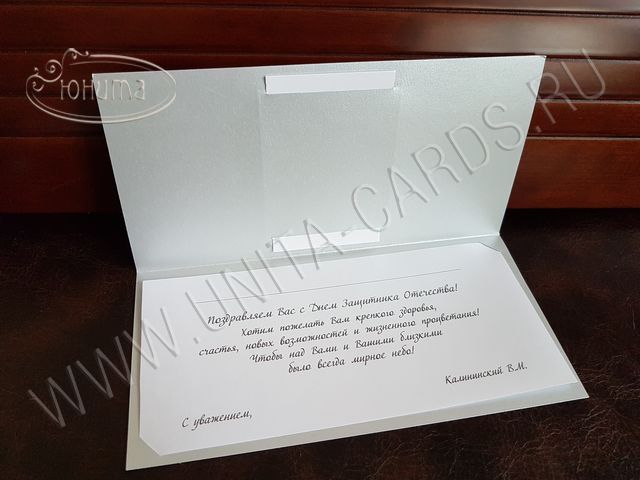 Юнита
WWW.UNITA-CARDS.RU
Поздравляем Вас с Днем Защитника Отечества!
Хотим пожелать Вам крепкого здоровья,
счастья, новых возможностей и жизненного процветания!
Чтобы над Вами и Вашими близкими
было всегда мирное небо!
Калининский В.М.
С уважением,